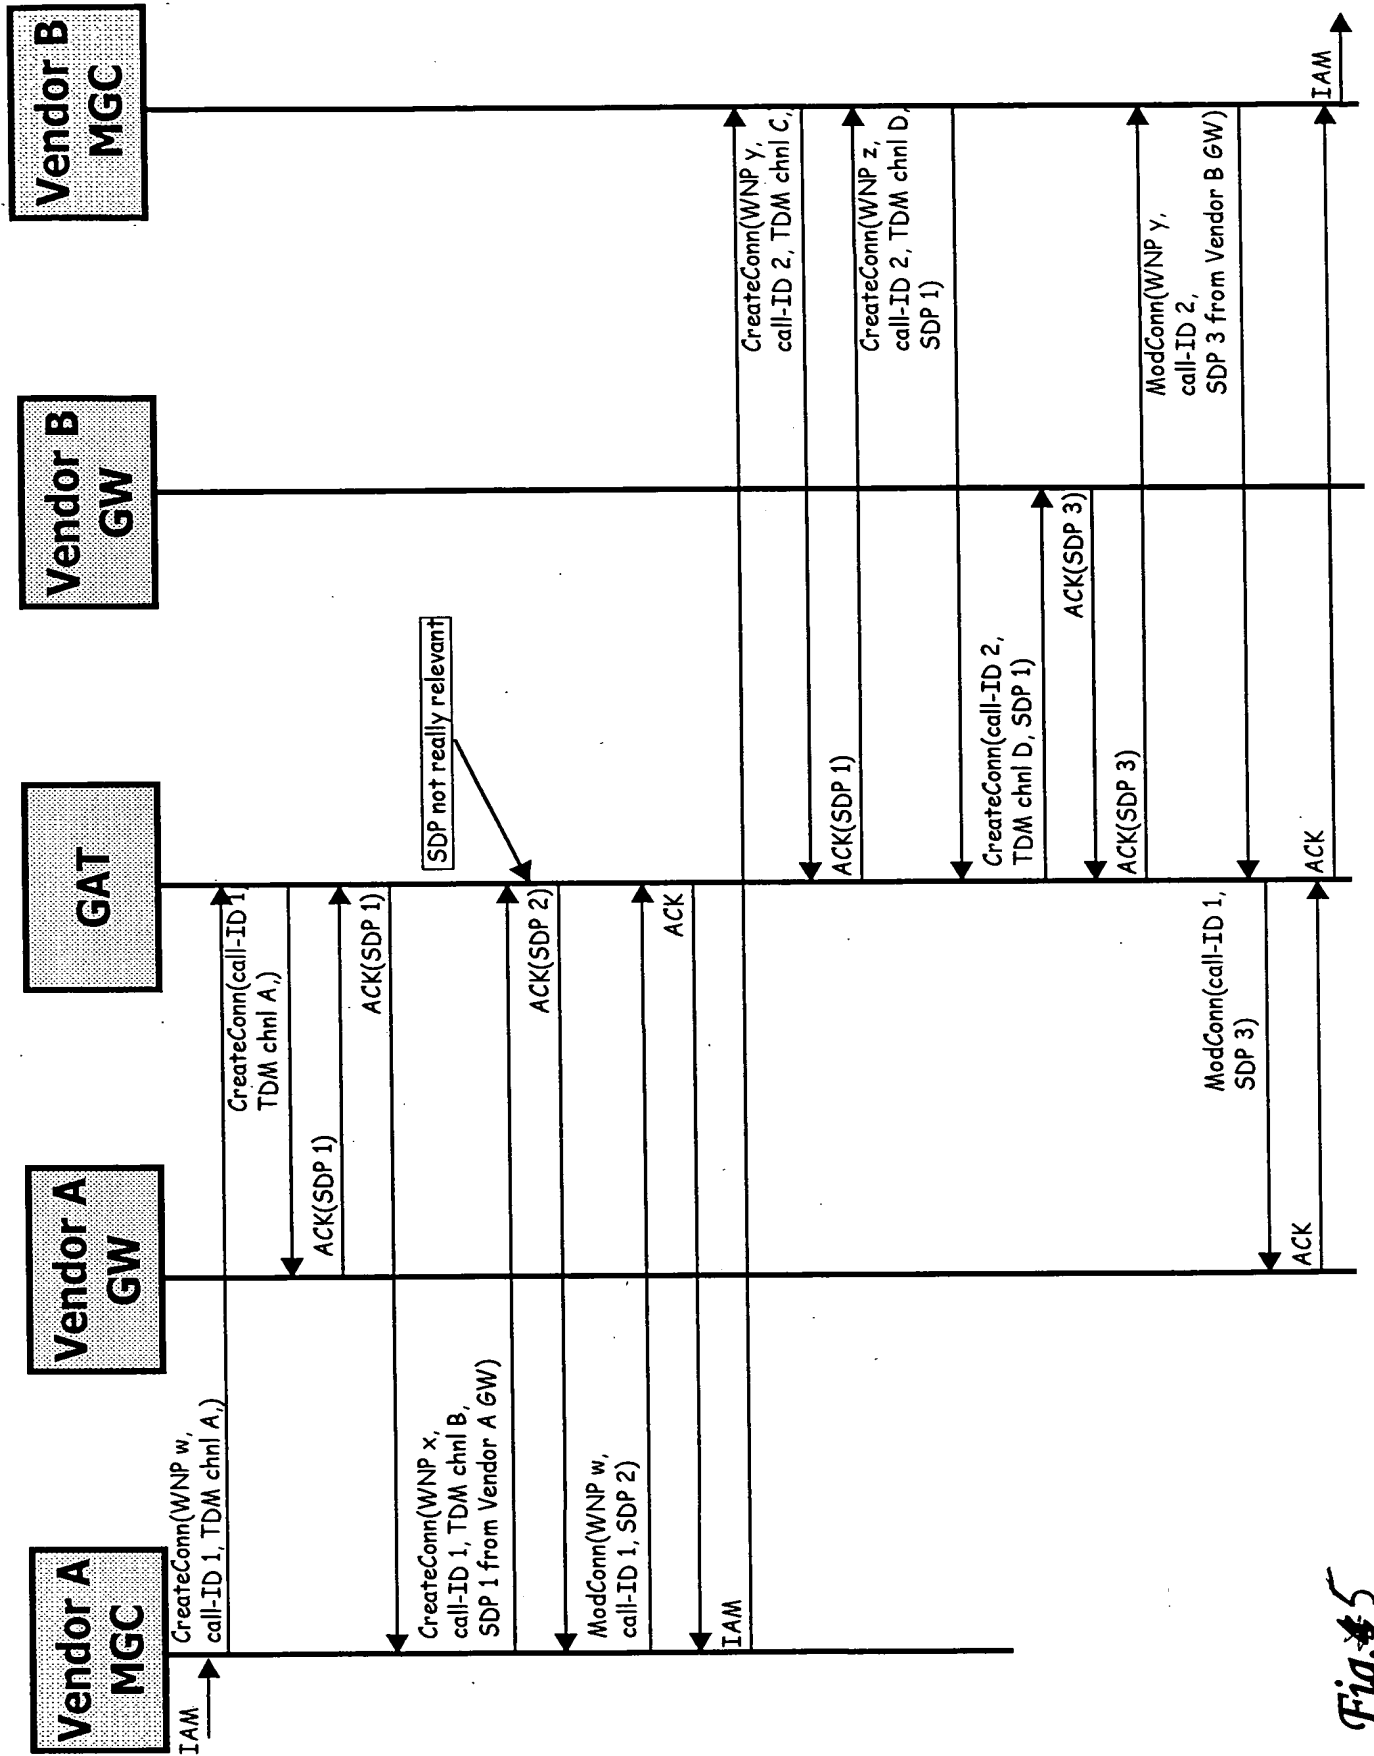 Vendor A
MGC
Vendor A
GW
GAT
Vendor B
GW
Vendor B
MGC
IAM
CreateConn(WNP w,
call-ID 1, TDM chnl A,)
CreateConn(call-ID 1,
TDM chnl A,)
ACK(SDP 1)
ACK(SDP 1)
CreateConn(WNP x,
call-ID 1, TDM chnl B,
SDP 1 from Vendor A GW)
SDP not really relevant
ACK(SDP 2)
ModConn(WNP w,
call-ID 1, SDP 2)
ACK
IAM
CreateConn(WNP y,
call-ID 2, TDM chnl C,
ACK(SDP 1)
CreateConn(WNP z,
call-ID 2, TDM chnl D,
SDP 1)
CreateConn(call-ID 2,
TDM chnl D, SDP 1)
ACK(SDP 3)
ACK(SDP 3)
ModConn(WNP y,
call-ID 2,
SDP 3 from Vendor B GW)
ModConn(call-ID 1,
SDP 3)
ACK
ACK
IAM
Fig. 5